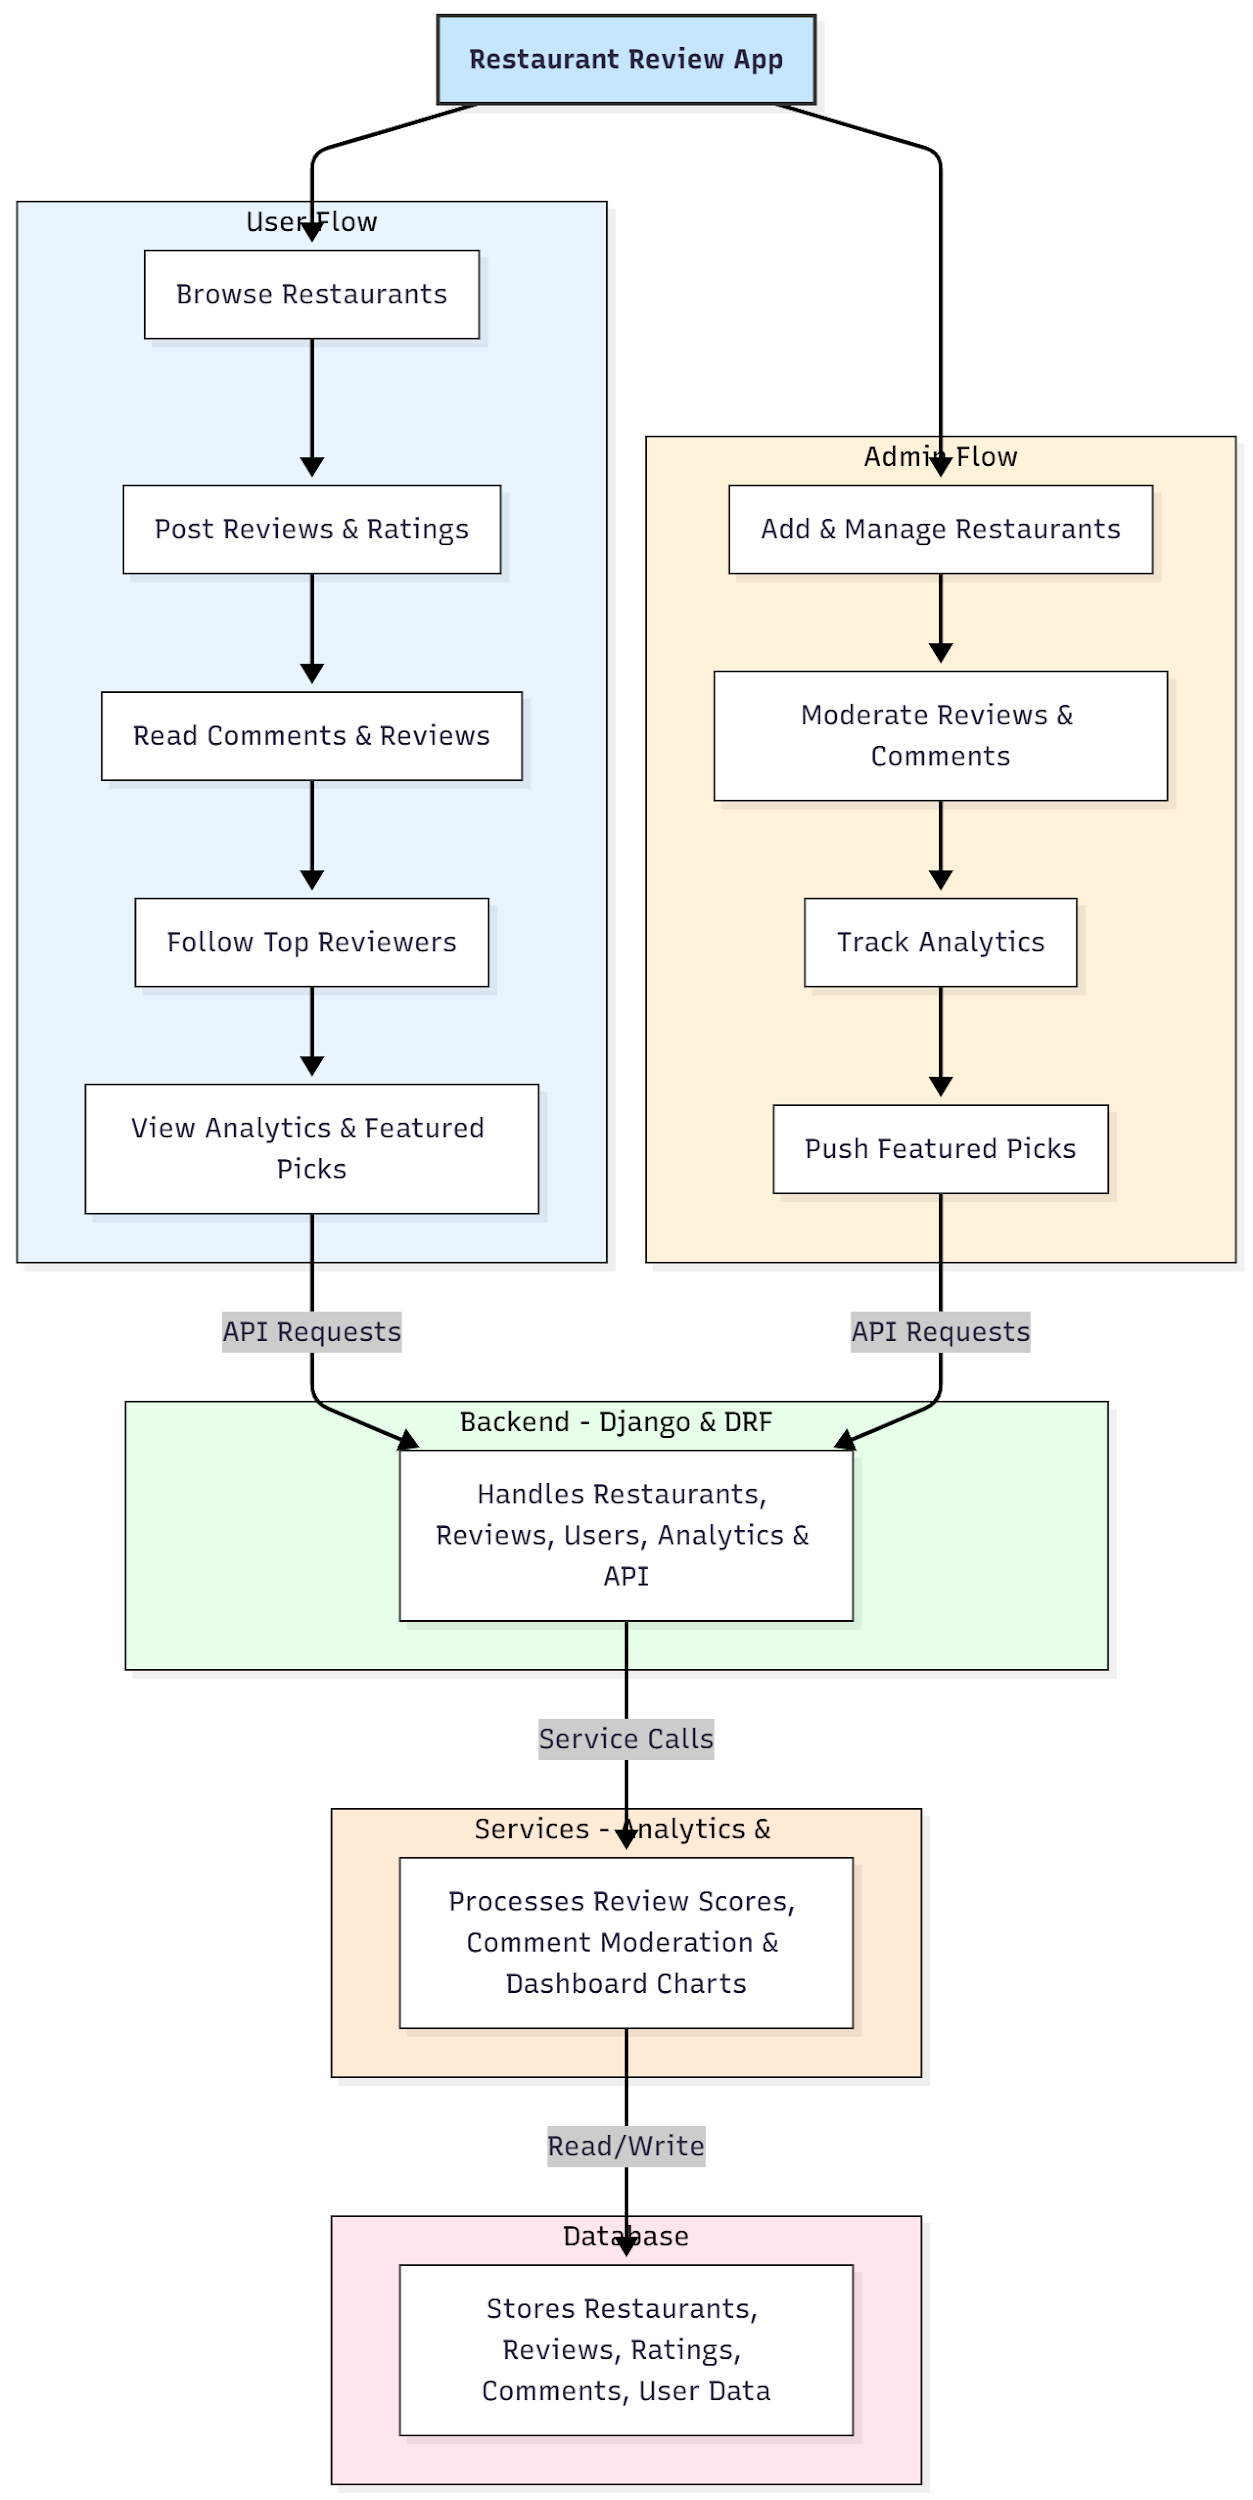 Restaurant Review App
User Flow
Browse Restaurants
Post Reviews & Ratings
Read Comments & Reviews
Follow Top Reviewers
View Analytics & Featured
Picks
Admin Flow
Add & Manage Restaurants
Moderate Reviews &
Comments
Track Analytics
Push Featured Picks
API Requests
API Requests
Backend - Django & DRF
Handles Restaurants,
Reviews, Users, Analytics &
API
Service Calls
Services - Analytics &
Processes Review Scores,
Comment Moderation &
Dashboard Charts
Read/Write
Database
Stores Restaurants,
Reviews, Ratings,
Comments, User Data